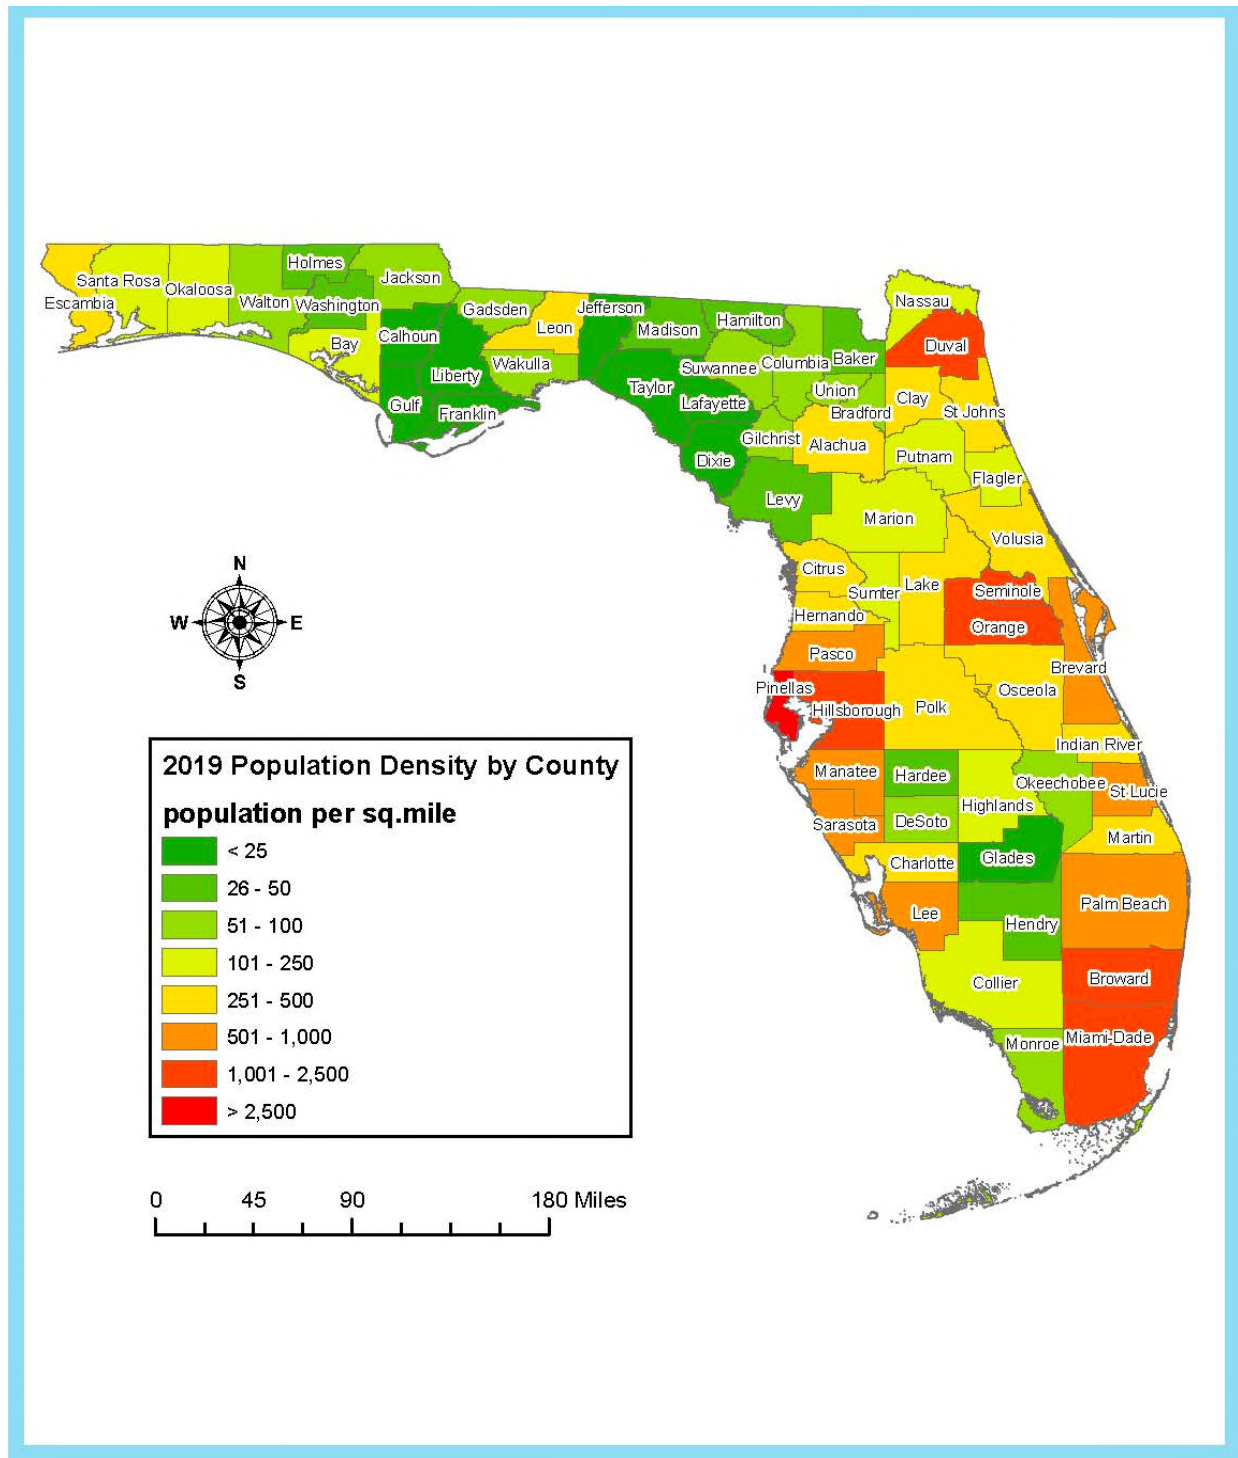 Holmes
Jackson
Santa Rosa
Okaloosa
Escambia
Walton
Washington
Gadsden
Jefferson
Nassau
Leon
Madison
Hamilton
Bay
Calhoun
Duval
Wakulla
Suwannee
Columbia
Baker
Liberty
Taylor
Union
Clay
Gulf
Franklin
Lafayette
Bradford
St Johns
Gilchrist
Alachua
Dixie
Putnam
Flagler
Levy
Marion
Volusia
Citrus
Lake
Sumter
Seminole
Hernando
Orange
Pasco
Brevard
Pinellas
Osceola
Hillsborough
Polk
Indian River
Manatee
Hardee
Okeechobee
St Lucie
Highlands
Sarasota
DeSoto
Martin
Charlotte
Glades
Palm Beach
Lee
Hendry
Broward
Collier
Monroe
Miami-Dade
N
W
E
S
2019 Population Density by County
population per sq.mile
< 25
26 - 50
51 - 100
101 - 250
251 - 500
501 - 1,000
1,001 - 2,500
> 2,500
0 45 90 180 Miles